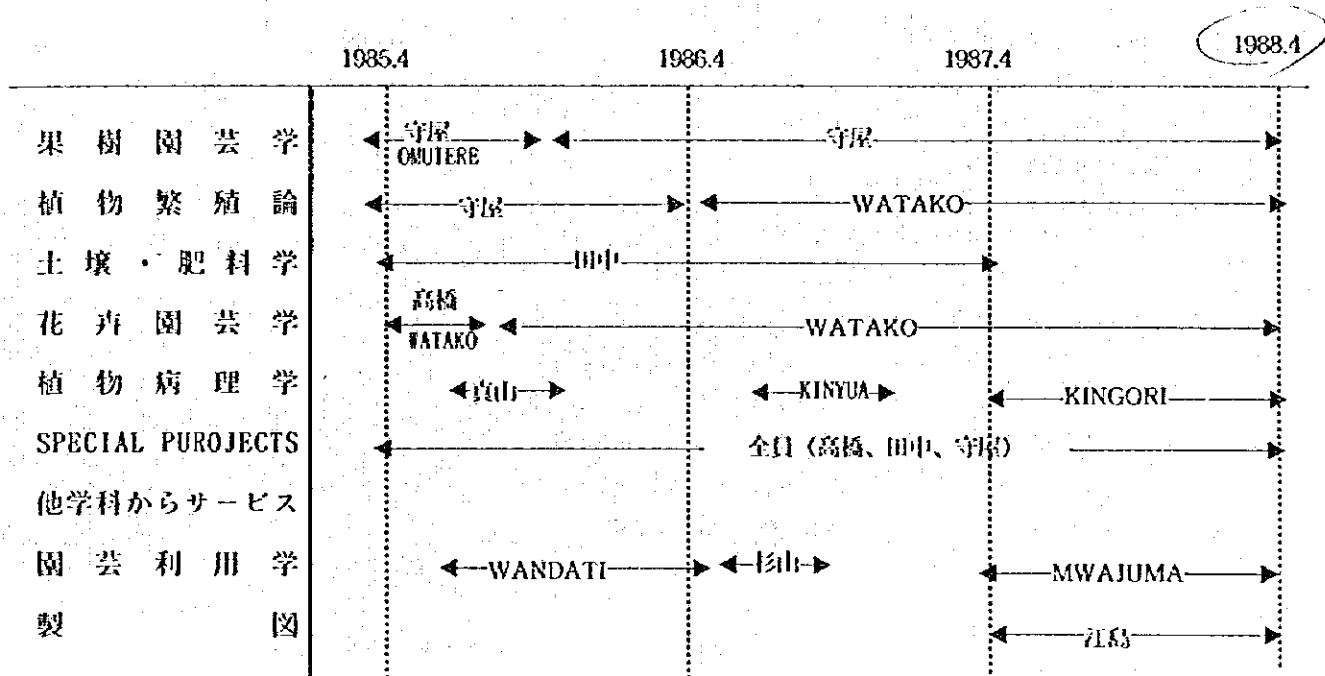 1985.4 1986.4 1987.4 1988.4
果樹園芸学 守屋 OMUTERE 守屋
植物繁殖論 守屋 WATAKO
土壌・肥料学 田中
花卉園芸学 高橋 WATAKO WATAKO
植物病理学 真山 KINYUA KINGORI
SPECIAL PUROJECTS 全員（高橋、田中、守屋）
他学科からサービス
園芸利用学 WANDATI 杉山 MWAJUMA
製図 江島